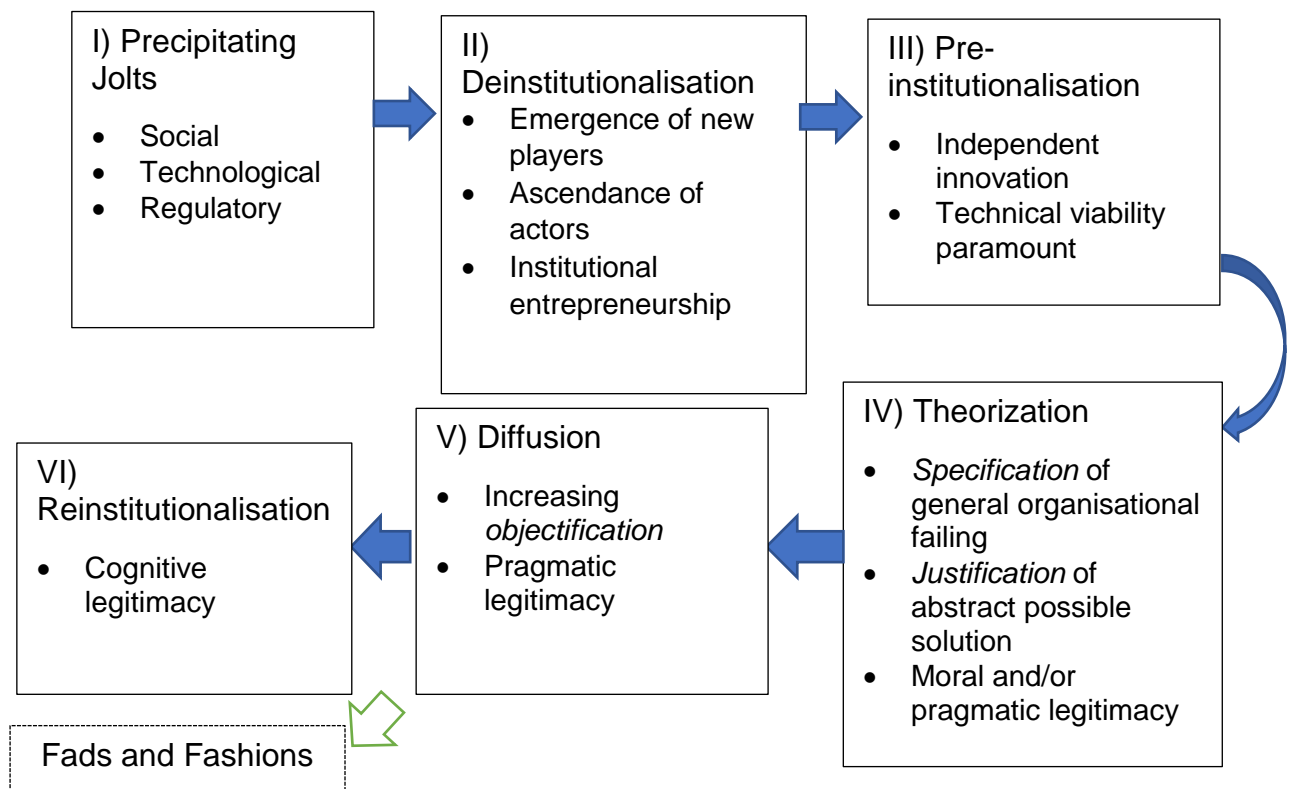 I) Precipitating
Jolts
• Social
• Technological
• Regulatory
II)
Deinstitutionalisation
• Emergence of new
players
• Ascendance of
actors
• Institutional
entrepreneurship
III) Pre-
institutionalisation
• Independent
innovation
• Technical viability
paramount
IV) Theorization
• Specification of
general organisational
failing
• Justification of
abstract possible
solution
• Moral and/or
pragmatic legitimacy
V) Diffusion
• Increasing
objectification
• Pragmatic
legitimacy
VI)
Reinstitutionalisation
• Cognitive
legitimacy
Fads and Fashions